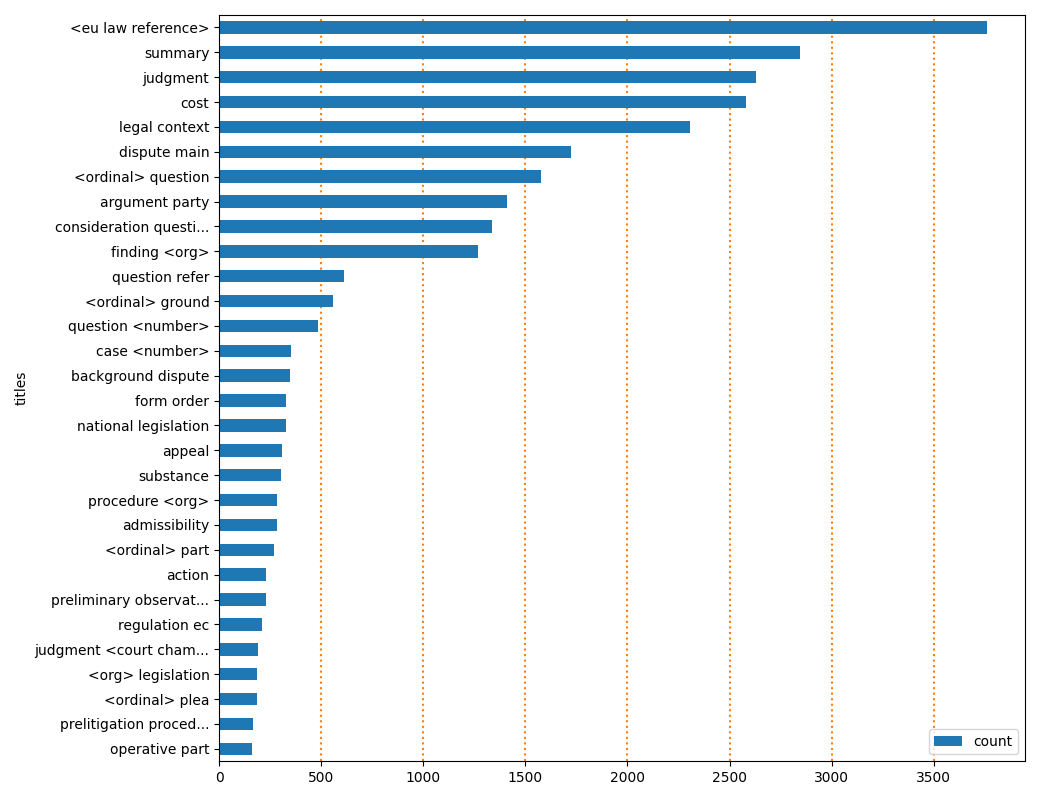 <eu law reference>
summary
judgment
cost
legal context
dispute main
<ordinal> question
argument party
consideration questi...
finding <org>
question refer
<ordinal> ground
question <number>
case <number>
background dispute
form order
national legislation
appeal
substance
procedure <org>
admissibility
<ordinal> part
action
preliminary observat...
regulation ec
judgment <court cham...
<org> legislation
<ordinal> plea
prelitigation proced...
operative part
titles
count
0 500 1000 1500 2000 2500 3000 3500